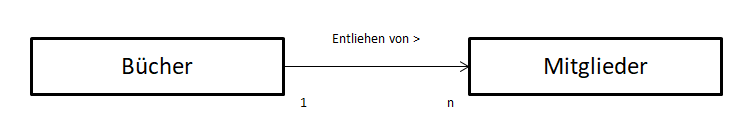 Entliehen von >
Bücher
Mitglieder
1
n